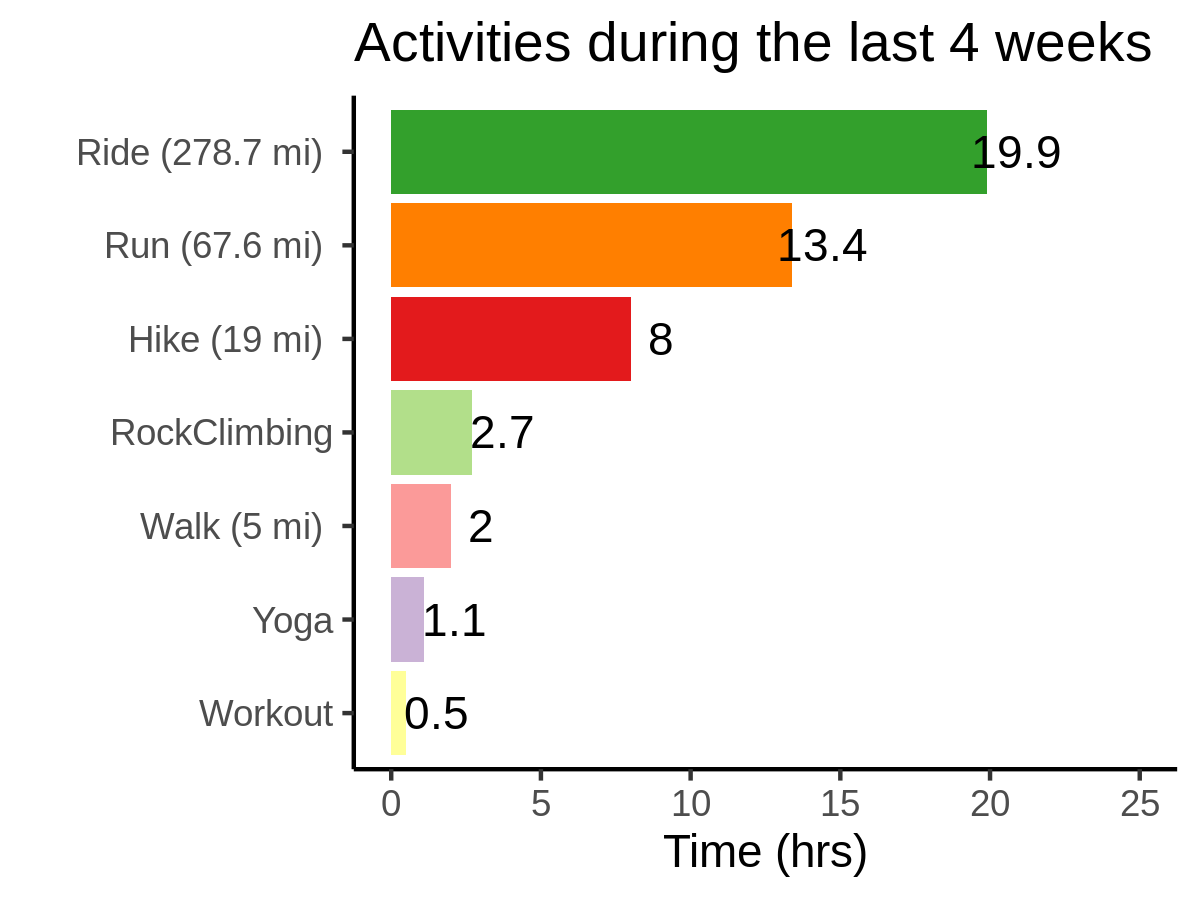 Activities during the last 4 weeks
Ride (278.7 mi) 19.9
Run (67.6 mi) 13.4
Hike (19 mi) 8
RockClimbing 2.7
Walk (5 mi) 2
Yoga 1.1
Workout 0.5
0 5 10 15 20 25
Time (hrs)